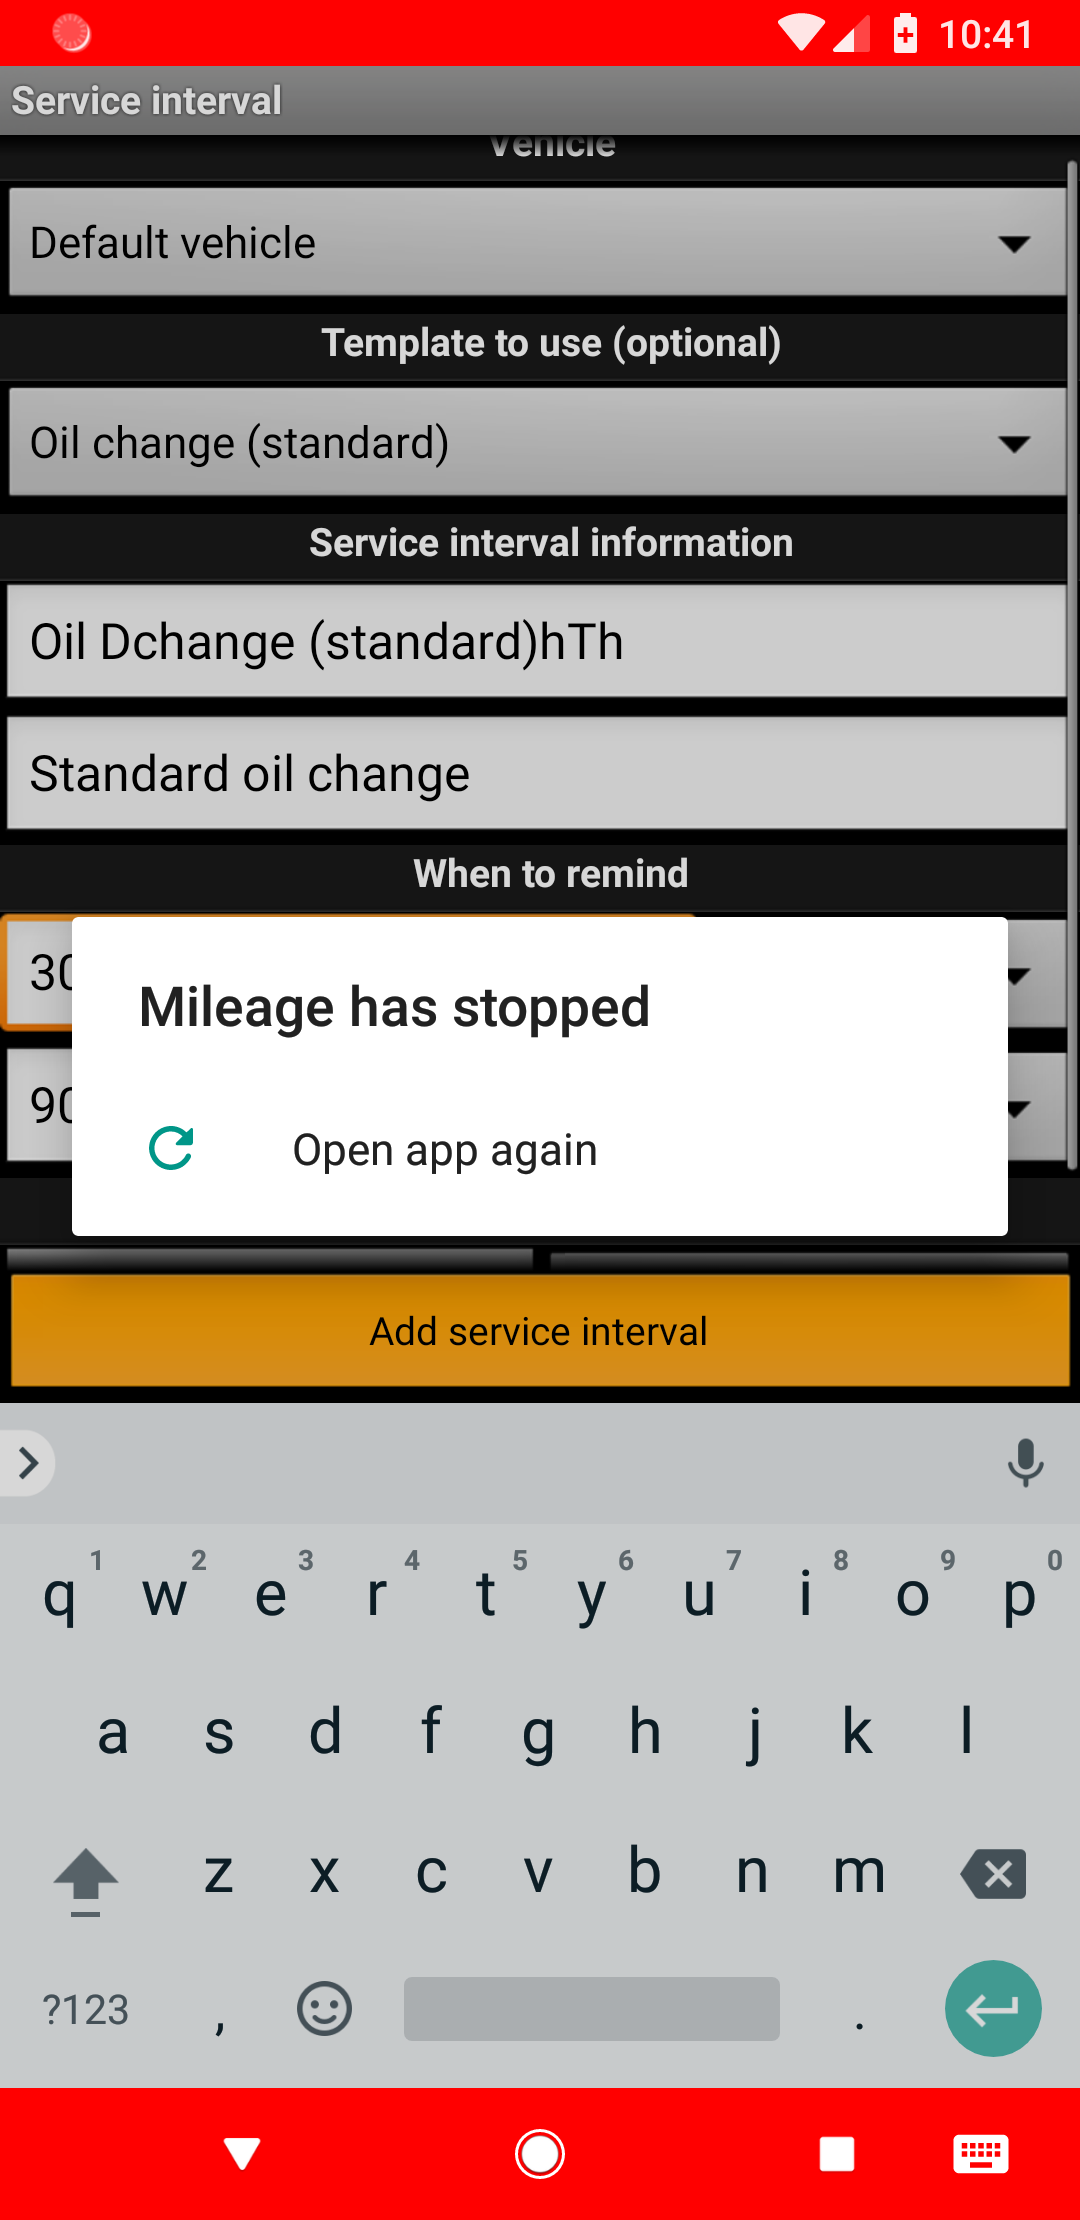 10:41
Service interval
Vehicle
Default vehicle
Template to use (optional)
Oil change (standard)
Service interval information
Oil Dchange (standard)hTh
Standard oil change
When to remind
30
Mileage has stopped
90
Open app again
Add service interval
1 2 3 4 5 6 7 8 9 0
q w e r t y u i o p
a s d f g h j k l
z x c v b n m
?123 , .